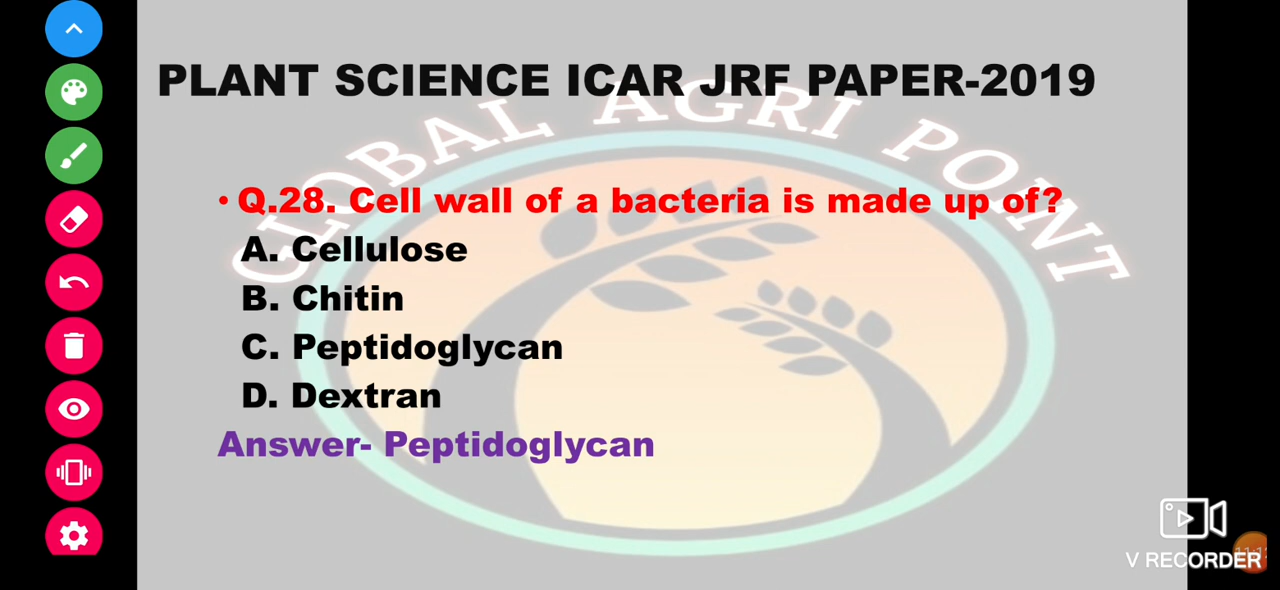 PLANT SCIENCE ICAR JRF PAPER-2019
GLOBAL AGRI POINT
• Q.28. Cell wall of a bacteria is made up of?
A. Cellulose
B. Chitin
C. Peptidoglycan
D. Dextran
Answer- Peptidoglycan
V RECORDER